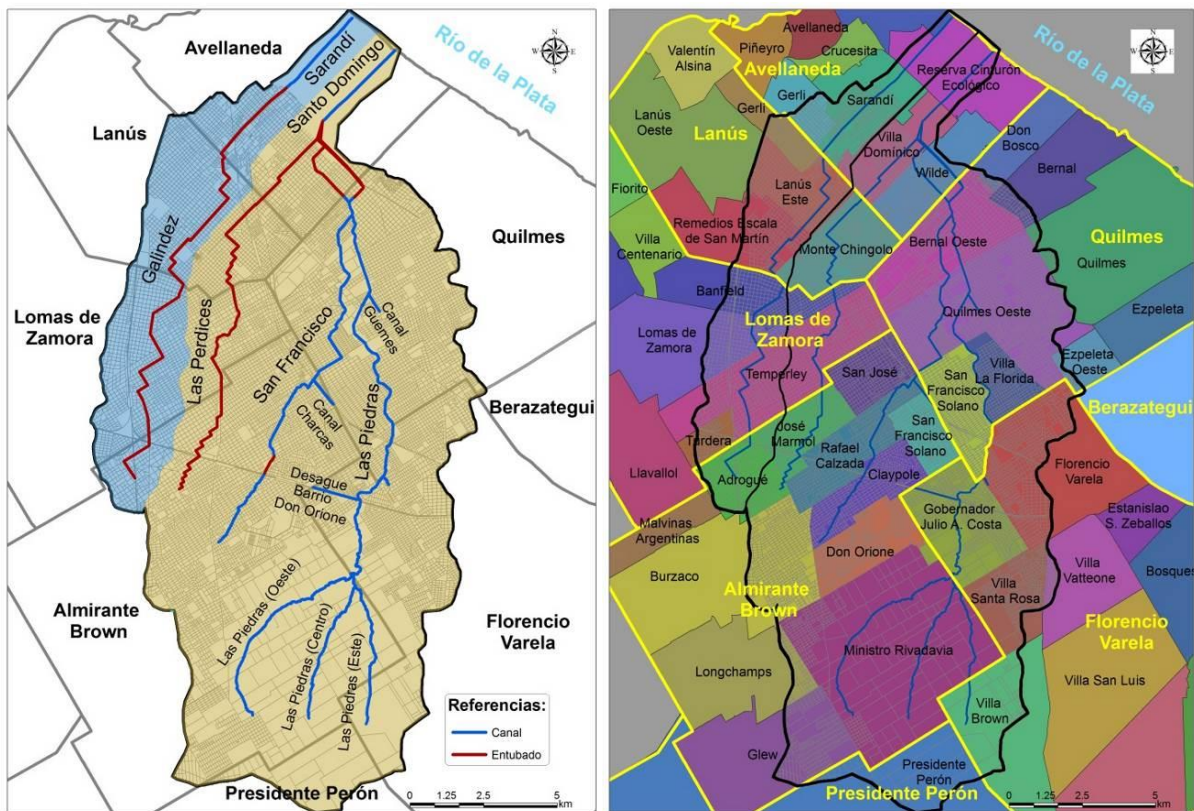 Avellaneda
Río de la Plata
N
W
E
S
Sarandí
Santo Domingo
Lanús
Quilmes
Galindez
Lomas de
Zamora
Las Perdices
San Francisco
Canal
Guemes
Canal
Charcas
Las Piedras
Berazategui
Desague
Barrio
Don Orione
Almirante
Brown
Las Piedras (Oeste)
Las Piedras (Centro)
Las Piedras (Este)
Florencio
Varela
Referencias:
Canal
Entubado
Presidente Perón
0 1.25 2.5 5
km
Avellaneda
Piñeyro
Crucesita
Valentín
Alsina
Avellaneda
Río de la Plata
N
W
E
S
Reserva Cinturón
Ecológico
Gerli
Gerli
Sarandí
Lanús
Oeste
Lanús
Villa
Domínico
Don
Bosco
Bernal
Wilde
Fiorito
Lanús
Este
Remedios Escala
de San Martín
Villa
Centenario
Monte Chingolo
Bernal Oeste
Quilmes
Quilmes
Banfield
Lomas de
Zamora
Lomas de
Zamora
Quilmes Oeste
Ezpeleta
Ezpeleta
Oeste
Temperley
San José
San
Francisco
Solano
Villa
La Florida
Berazategui
Turdera
José
Marmol
San
Francisco
Solano
Rafael
Calzada
Llavallol
Adrogué
Claypole
Florencio
Varela
Gobernador
Julio A. Costa
Estanislao
S. Zeballos
Malvinas
Argentinas
Don Orione
Burzaco
Villa
Vatteone
Bosques
Almirante
Brown
Villa
Santa Rosa
Florencio
Varela
Longchamps
Ministro Rivadavia
Villa San Luis
Villa
Brown
Glew
Presidente
Perón
Presidente Perón
0 1.25 2.5 5
km